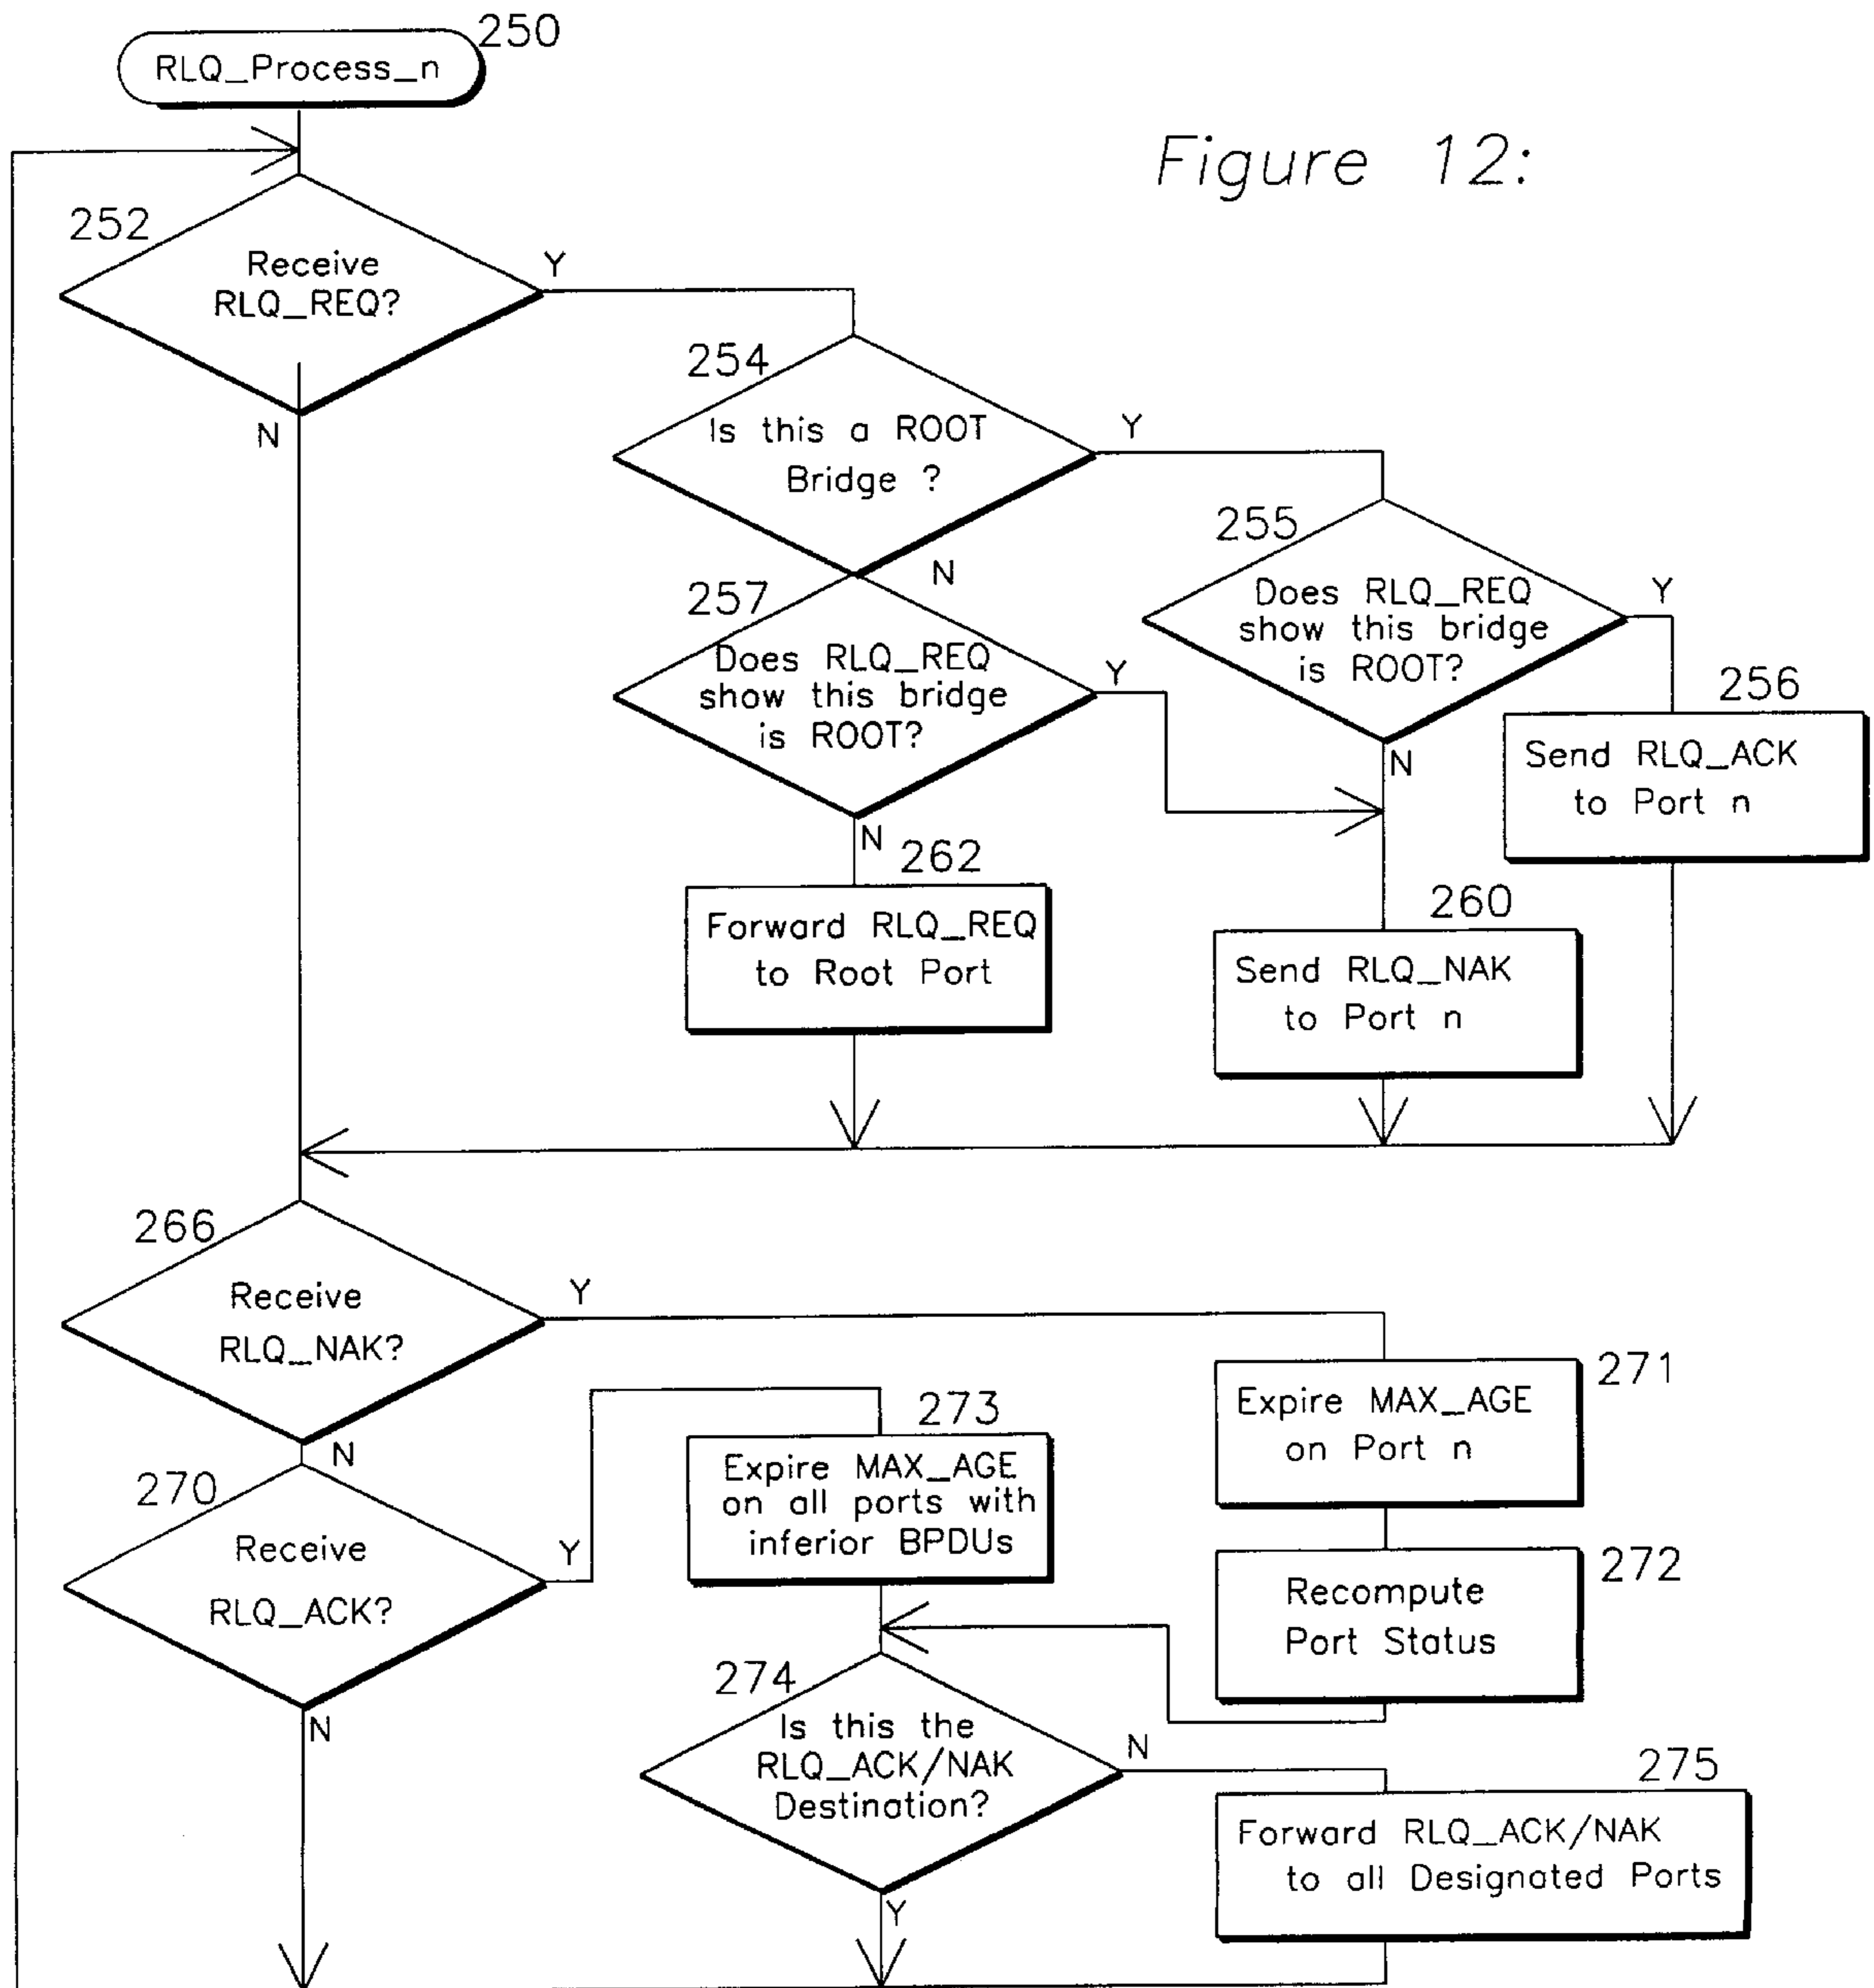 250
RLQ_Process_n
Figure 12:
252
Receive
RLQ_REQ?
Y
N
254
Is this a ROOT
Bridge ?
Y
N
255
Does RLQ_REQ
show this bridge
is ROOT?
Y
N
257
Does RLQ_REQ
show this bridge
is ROOT?
Y
N
256
Send RLQ_ACK
to Port n
262
Forward RLQ_REQ
to Root Port
260
Send RLQ_NAK
to Port n
266
Receive
RLQ_NAK?
Y
N
271
Expire MAX_AGE
on Port n
273
Expire MAX_AGE
on all ports with
inferior BPDUs
270
Receive
RLQ_ACK?
Y
N
272
Recompute
Port Status
274
Is this the
RLQ_ACK/NAK
Destination?
N
Y
275
Forward RLQ_ACK/NAK
to all Designated Ports